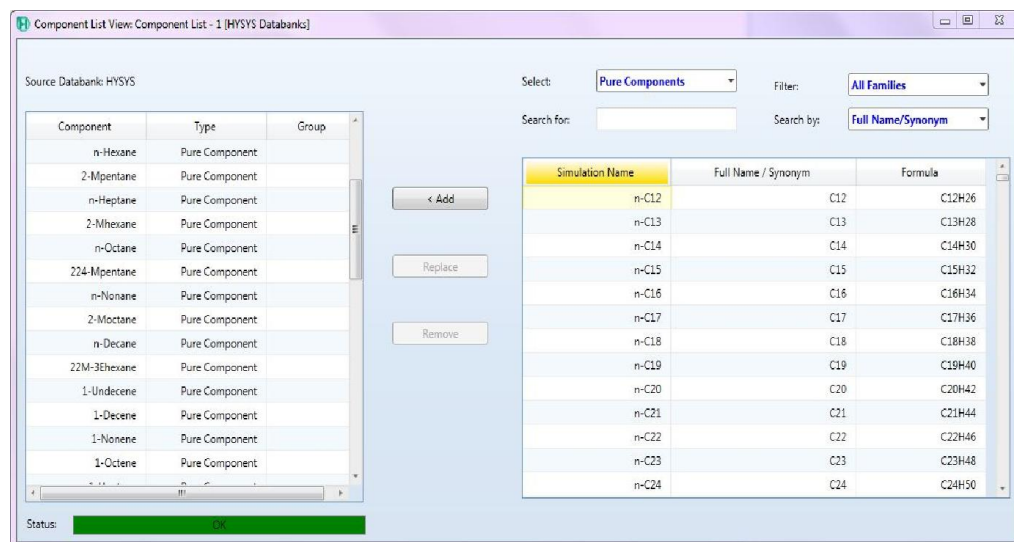 Component List View: Component List - 1 [HYSYS Databanks]
Source Databank: HYSYS
Select: Pure Components Filter: All Families
Search for: Search by: Full Name/Synonym
Component Type Group
n-Hexane Pure Component
2-Mpentane Pure Component
n-Heptane Pure Component
2-Mhexane Pure Component
n-Octane Pure Component
224-Mpentane Pure Component
n-Nonane Pure Component
2-Moctane Pure Component
n-Decane Pure Component
22M-3Ehexane Pure Component
1-Undecene Pure Component
1-Decene Pure Component
1-Nonene Pure Component
1-Octene Pure Component
< Add
Replace
Remove
Simulation Name Full Name / Synonym Formula
n-C12 C12 C12H26
n-C13 C13 C13H28
n-C14 C14 C14H30
n-C15 C15 C15H32
n-C16 C16 C16H34
n-C17 C17 C17H36
n-C18 C18 C18H38
n-C19 C19 C19H40
n-C20 C20 C20H42
n-C21 C21 C21H44
n-C22 C22 C22H46
n-C23 C23 C23H48
n-C24 C24 C24H50
Status: OK